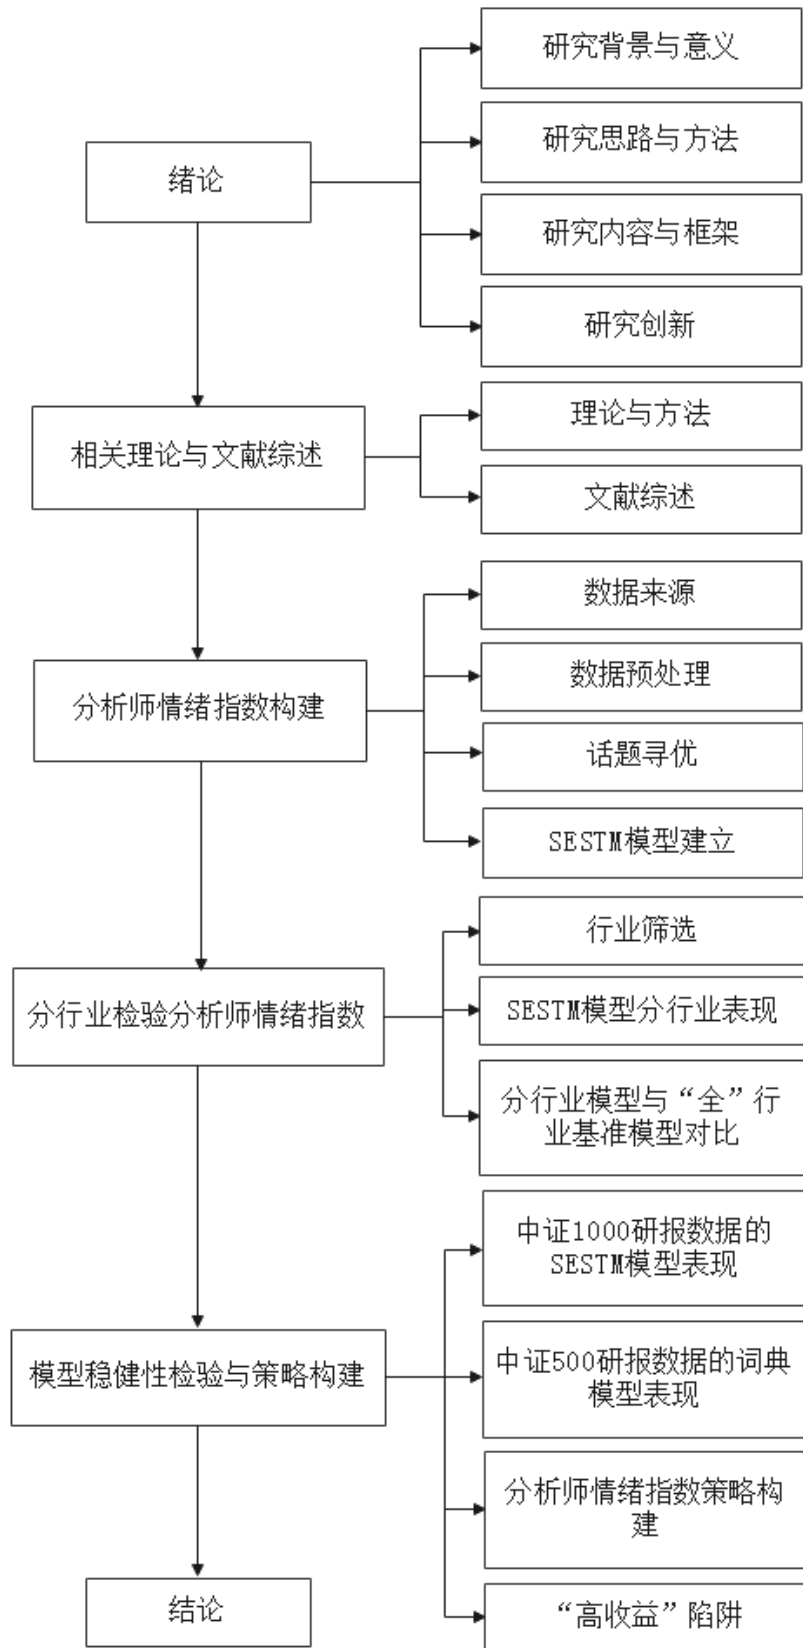 绪论
研究背景与意义
研究思路与方法
研究内容与框架
研究创新
相关理论与文献综述
理论与方法
文献综述
分析师情绪指数构建
数据来源
数据预处理
话题寻优
SESTM模型建立
分行业检验分析师情绪指数
行业筛选
SESTM模型分行业表现
分行业模型与“全”行
业基准模型对比
模型稳健性检验与策略构建
中证1000研报数据的
SESTM模型表现
中证500研报数据的词典
模型表现
分析师情绪指数策略构
建
“高收益”陷阱
结论